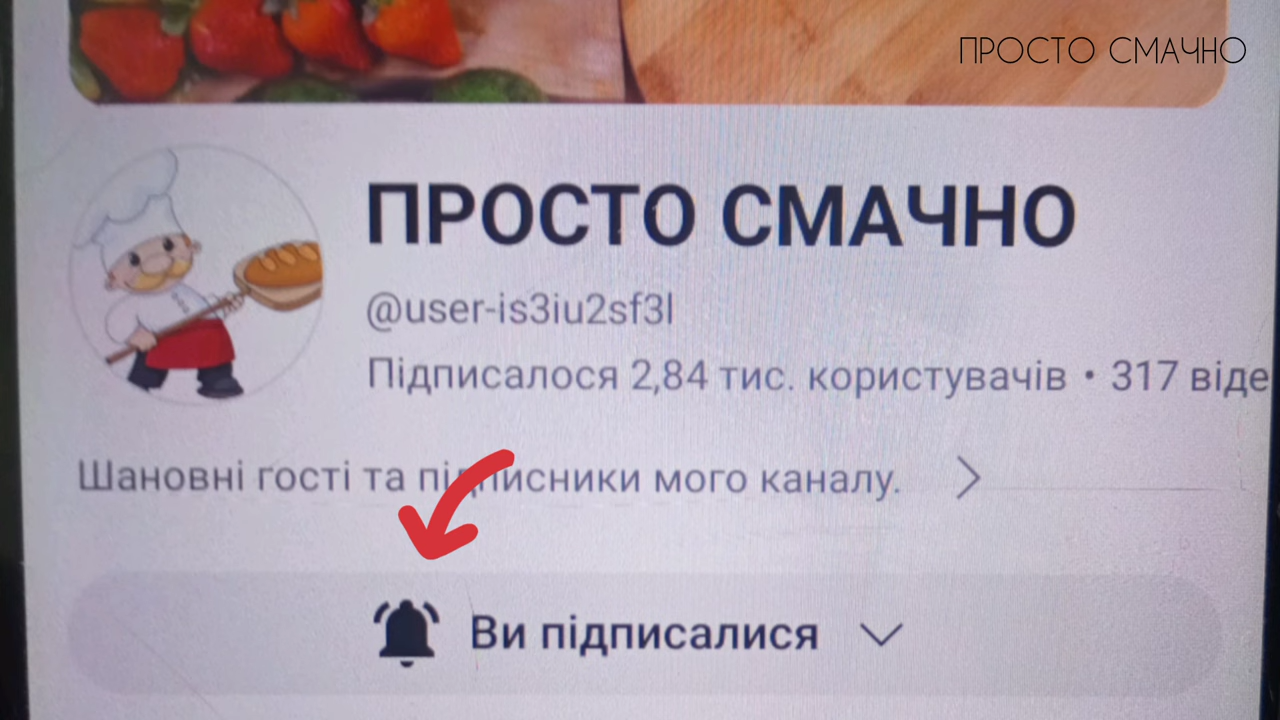 ПРОСТО СМАЧНО
ПРОСТО СМАЧНО
@user-is3iu2sf3l
Підписалося 2,84 тис. користувачів • 317 віде
Шановні гості та підписники мого каналу.
Ви підписалися